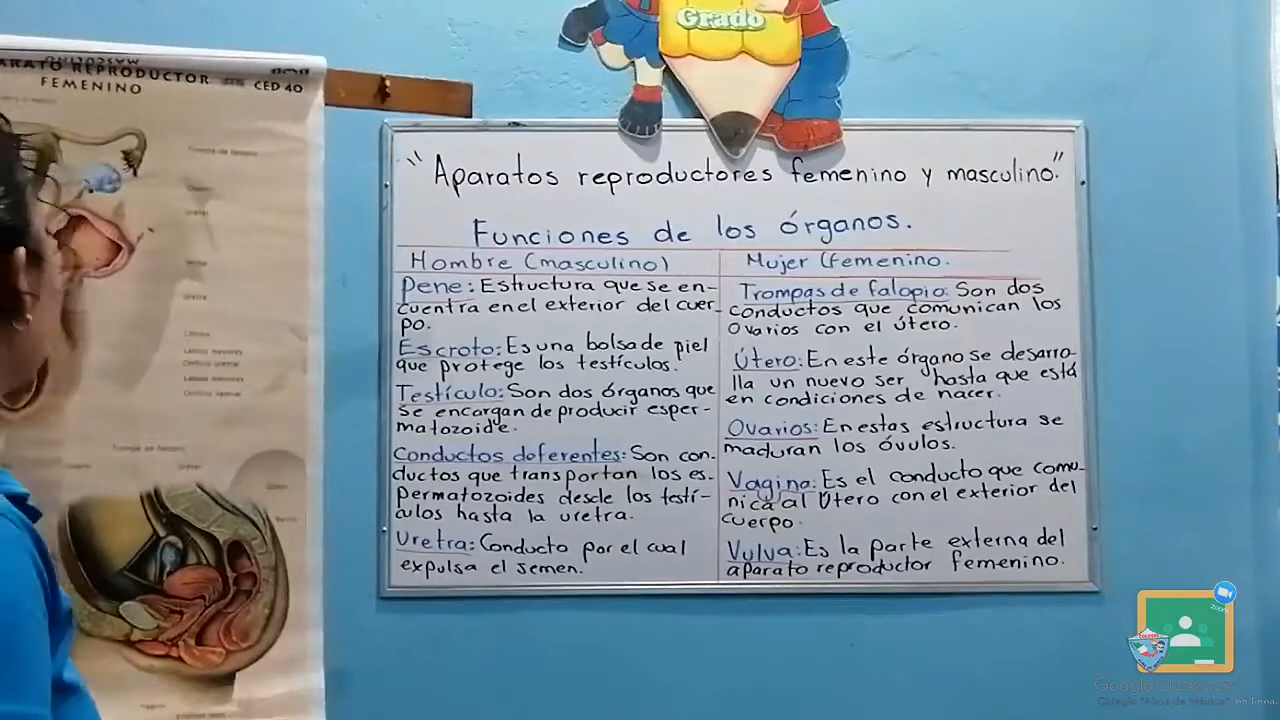 APARATO REPRODUCTOR
FEMENINO
CED 40
Grado
"Aparatos reproductores femenino y masculino."
Funciones de los órganos.
Hombre (masculino)
Pene: Estructura que se en-
cuentra en el exterior del cuer-
po.
Escroto: Es una bolsa de piel
que protege los testículos.
Testículo: Son dos órganos que
se encargan de producir esper-
matozoide.
Conductos deferentes: Son con-
ductos que transportan los es-
permatozoides desde los testí-
culos hasta la uretra.
Uretra: Conducto por el cual
expulsa el semen.
Mujer (femenino.
Trompas de falopio: Son dos
conductos que comunican los
Ovarios con el útero.
Útero: En este órgano se desarro-
lla un nuevo ser hasta que está
en condiciones de nacer.
Ovarios: En estas estructura se
maduran los óvulos.
Vagina: Es el conducto que comu-
nica al Útero con el exterior del
cuerpo.
Vulva: Es la parte externa del
aparato reproductor femenino.
zoom
Google Classroom
Colegio "Niños de México" en línea